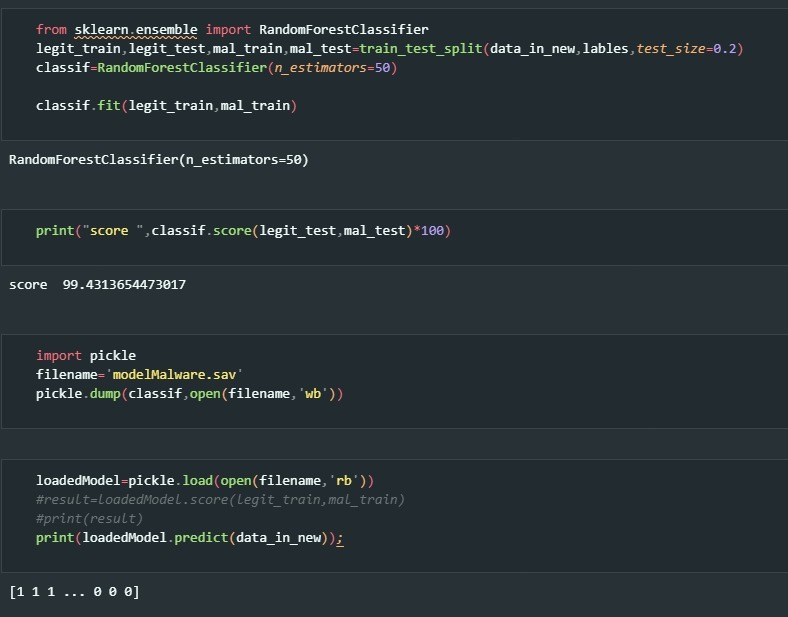 from sklearn.ensemble import RandomForestClassifier
legit_train,legit_test,mal_train,mal_test=train_test_split(data_in_new,lables,test_size=0.2)
classif=RandomForestClassifier(n_estimators=50)
classif.fit(legit_train,mal_train)
RandomForestClassifier(n_estimators=50)
print("score ",classif.score(legit_test,mal_test)*100)
score  99.4313654473017
import pickle
filename='modelMalware.sav'
pickle.dump(classif,open(filename,'wb'))
loadedModel=pickle.load(open(filename,'rb'))
#result=loadedModel.score(legit_train,mal_train)
#print(result)
print(loadedModel.predict(data_in_new));
[1 1 1 ... 0 0 0]